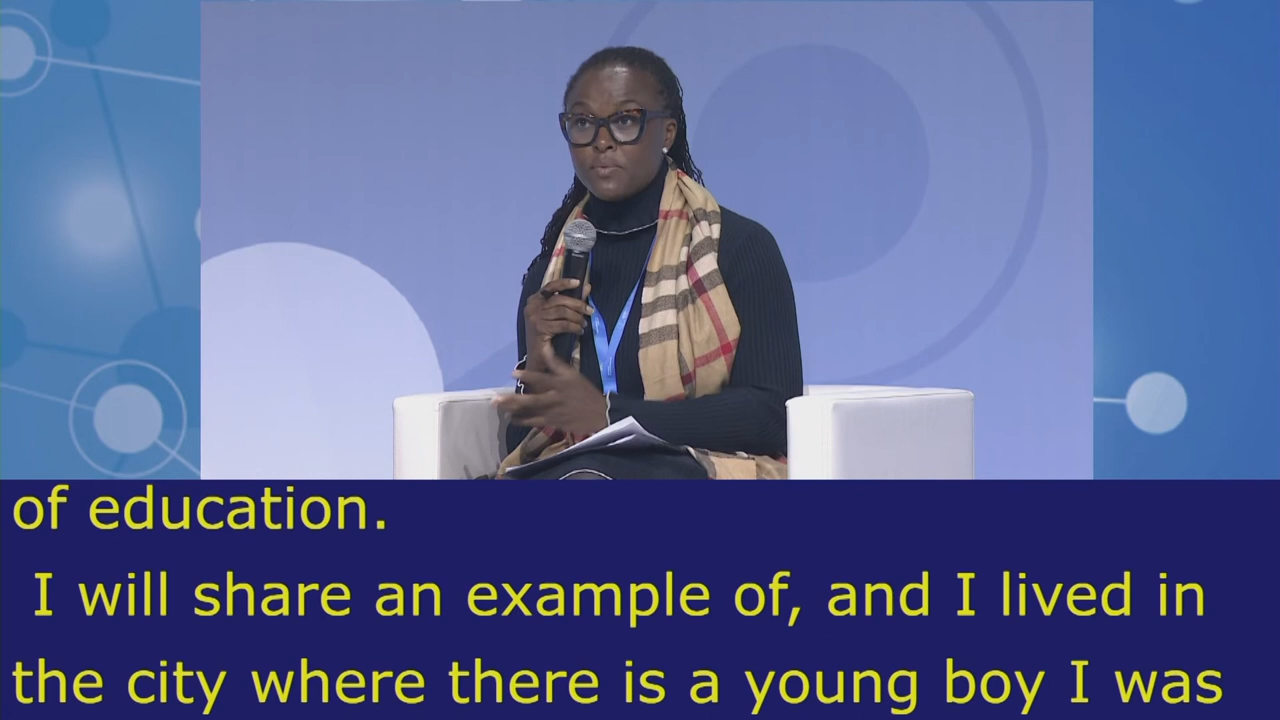 of education.
I will share an example of, and I lived in
the city where there is a young boy I was